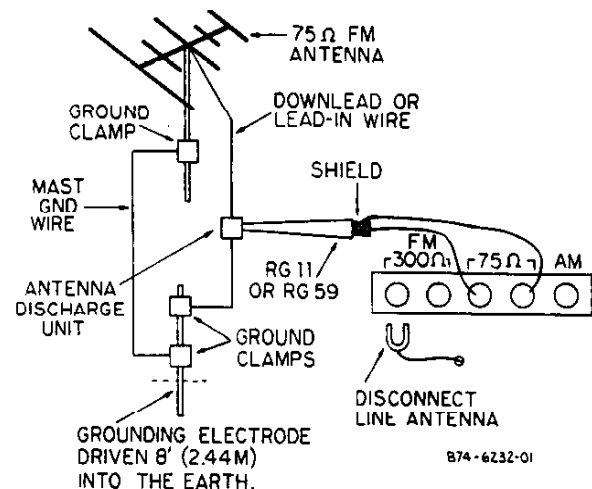 75Ω FM
ANTENNA
DOWNLEAD OR
LEAD-IN WIRE
GROUND
CLAMP
SHIELD
MAST
GND
WIRE
FM
300Ω
75Ω
AM
RG 11
OR RG 59
ANTENNA
DISCHARGE
UNIT
GROUND
CLAMPS
DISCONNECT
LINE ANTENNA
GROUNDING ELECTRODE
DRIVEN 8' (2.44M)
INTO THE EARTH.
B74-6232-01